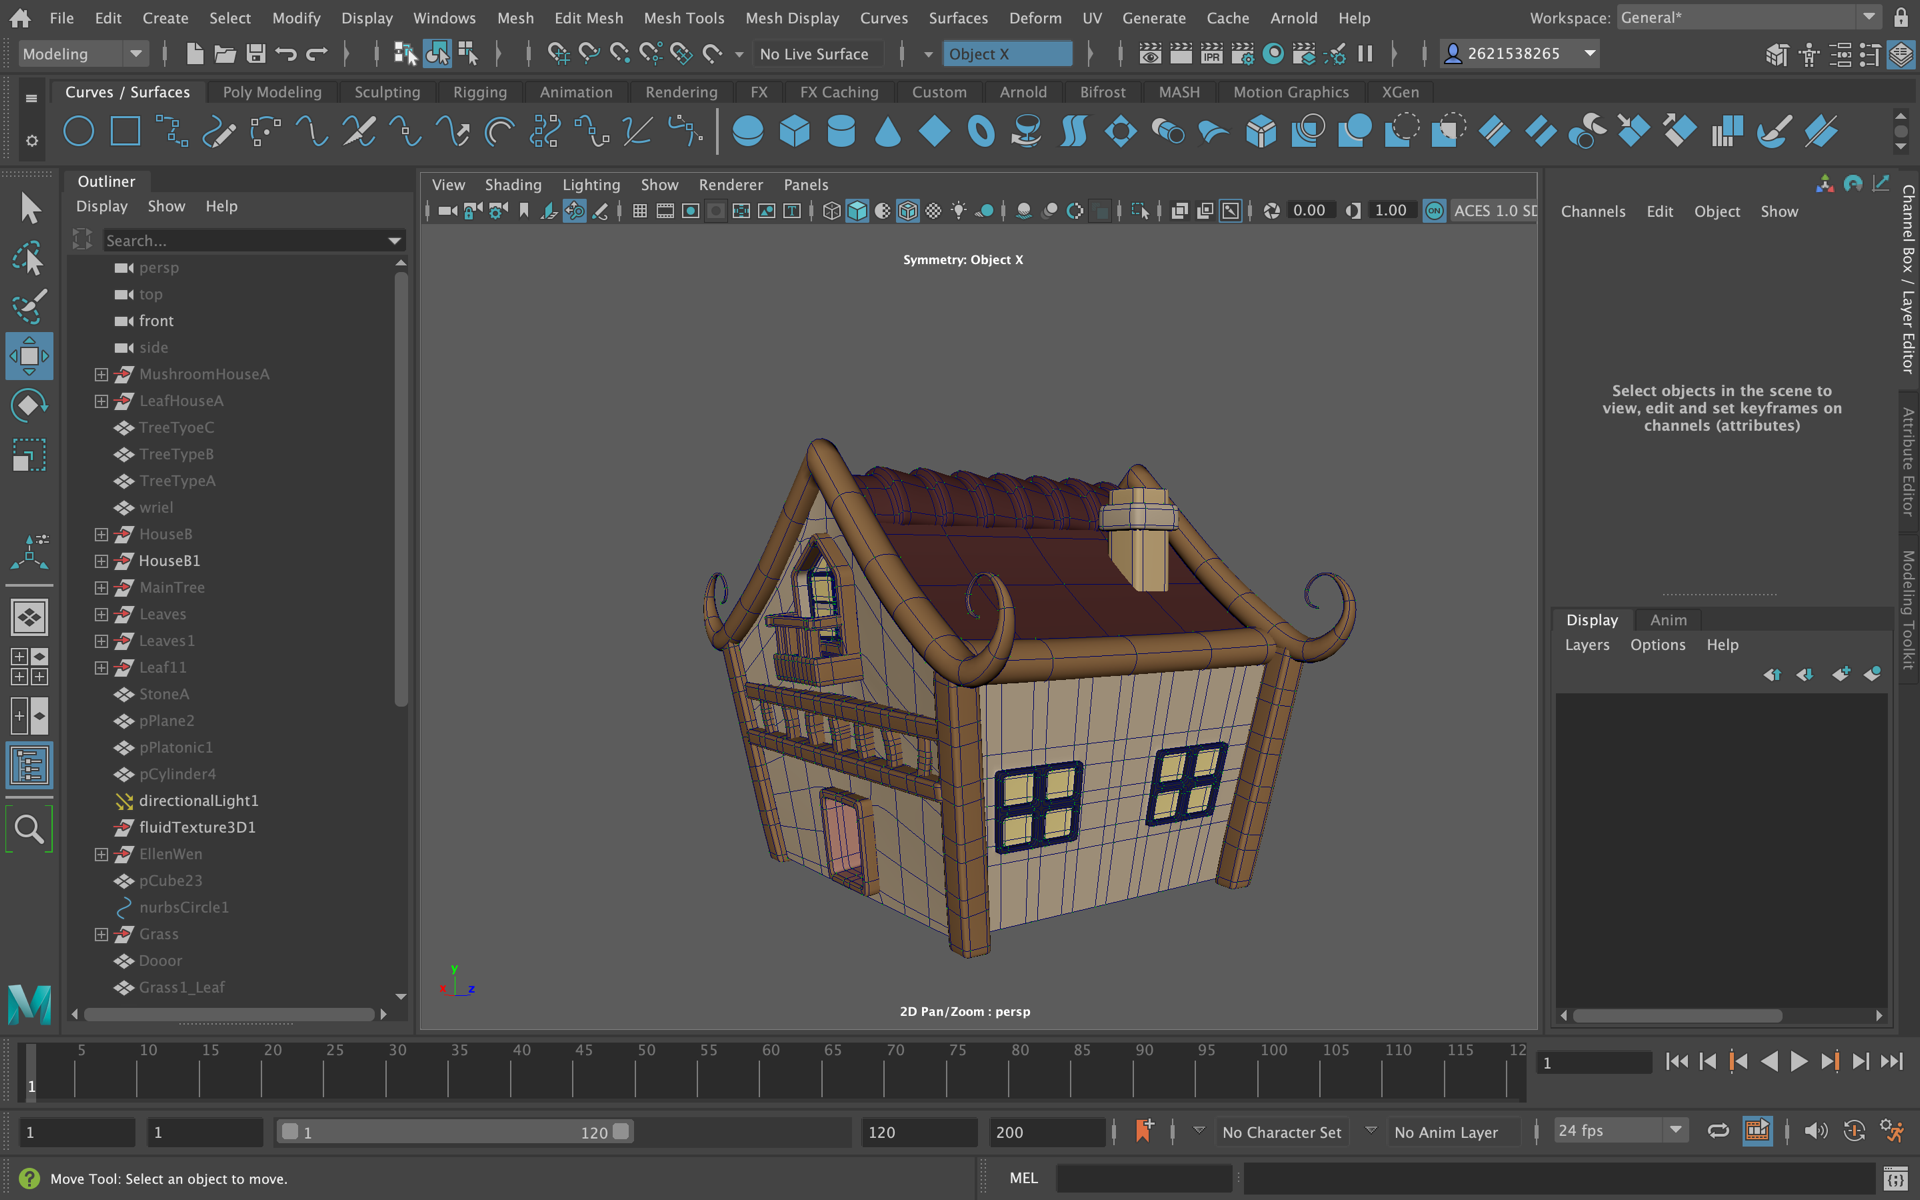 File Edit Create Select Modify Display Windows Mesh Edit Mesh Mesh Tools Mesh Display Curves Surfaces Deform UV Generate Cache Arnold Help Workspace: General*
Modeling No Live Surface Object X IPR 2621538265
Curves / Surfaces Poly Modeling Sculpting Rigging Animation Rendering FX FX Caching Custom Arnold Bifrost MASH Motion Graphics XGen
Outliner
Display Show Help
Search...
persp
top
front
side
MushroomHouseA
LeafHouseA
TreeTyoeC
TreeTypeB
TreeTypeA
wriel
HouseB
HouseB1
MainTree
Leaves
Leaves1
Leaf11
StoneA
pPlane2
pPlatonic1
pCylinder4
directionalLight1
fluidTexture3D1
EllenWen
pCube23
nurbsCircle1
Grass
Dooor
Grass1_Leaf
View Shading Lighting Show Renderer Panels
0.00 1.00 ON ACES 1.0 SD
Symmetry: Object X
y
x z
2D Pan/Zoom : persp
Channels Edit Object Show
Select objects in the scene to
view, edit and set keyframes on
channels (attributes)
Display Anim
Layers Options Help
Channel Box / Layer Editor
Attribute Editor
Modeling Toolkit
5 10 15 20 25 30 35 40 45 50 55 60 65 70 75 80 85 90 95 100 105 110 115 12
1
1
1 1 1 120 120 200 No Character Set No Anim Layer 24 fps
Move Tool: Select an object to move. MEL